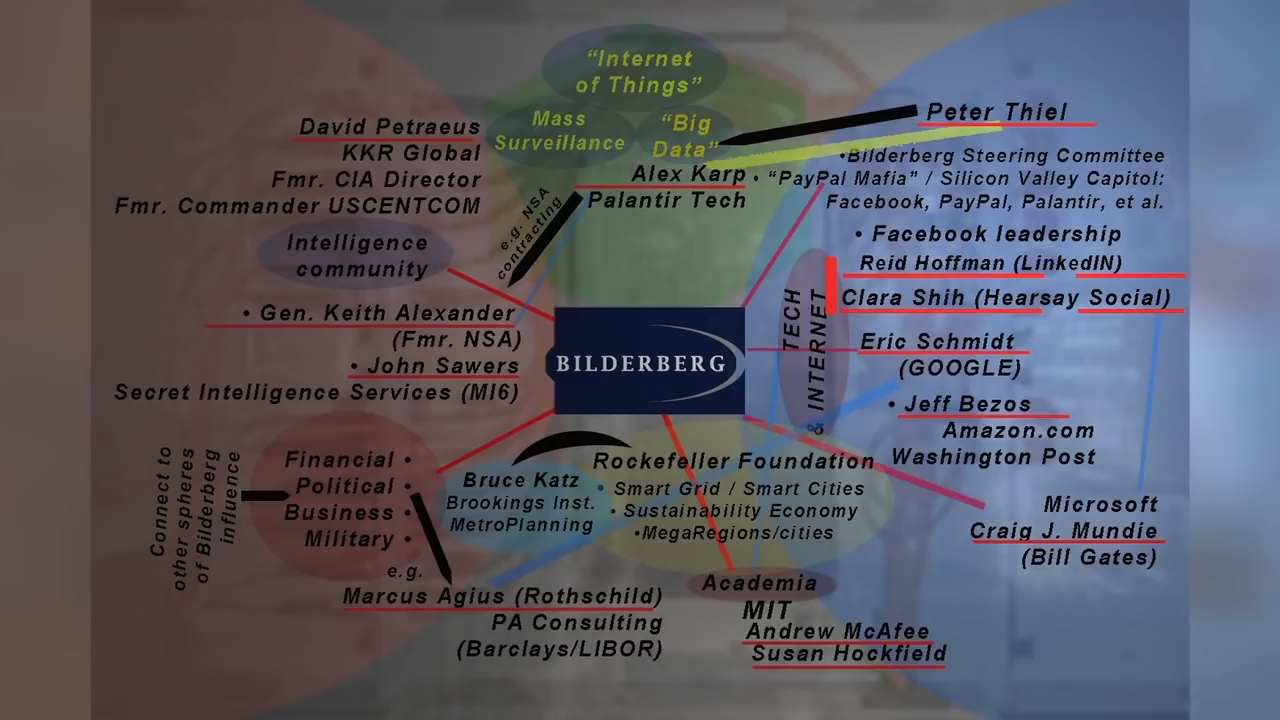 “Internet
of Things”
Mass
Surveillance
“Big
Data”
David Petraeus
KKR Global
Fmr. CIA Director
Fmr. Commander USCENTCOM
Intelligence
community
e.g. NSA
contracting
Alex Karp
Palantir Tech
Peter Thiel
•Bilderberg Steering Committee
• “PayPal Mafia” / Silicon Valley Capitol:
Facebook, PayPal, Palantir, et al.
• Facebook leadership
Reid Hoffman (LinkedIN)
Clara Shih (Hearsay Social)
TECH
& INTERNET
Eric Schmidt
(GOOGLE)
• Jeff Bezos
Amazon.com
Washington Post
• Gen. Keith Alexander
(Fmr. NSA)
• John Sawers
Secret Intelligence Services (MI6)
BILDERBERG
Connect to
other spheres
of Bilderberg
influence
Financial •
Political •
Business •
Military •
e.g.
Marcus Agius (Rothschild)
PA Consulting
(Barclays/LIBOR)
Bruce Katz
Brookings Inst.
MetroPlanning
Rockefeller Foundation
• Smart Grid / Smart Cities
• Sustainability Economy
•MegaRegions/cities
Academia
MIT
Andrew McAfee
Susan Hockfield
Microsoft
Craig J. Mundie
(Bill Gates)